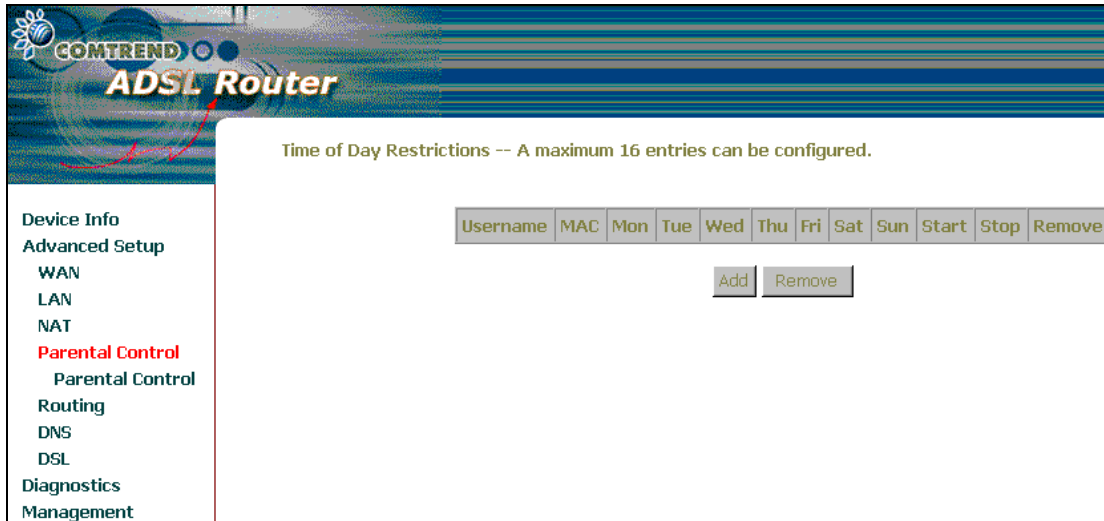 COMTREND
ADSL Router
Time of Day Restrictions -- A maximum 16 entries can be configured.
Username MAC Mon Tue Wed Thu Fri Sat Sun Start Stop Remove
Add Remove
Device Info
Advanced Setup
WAN
LAN
NAT
Parental Control
Parental Control
Routing
DNS
DSL
Diagnostics
Management